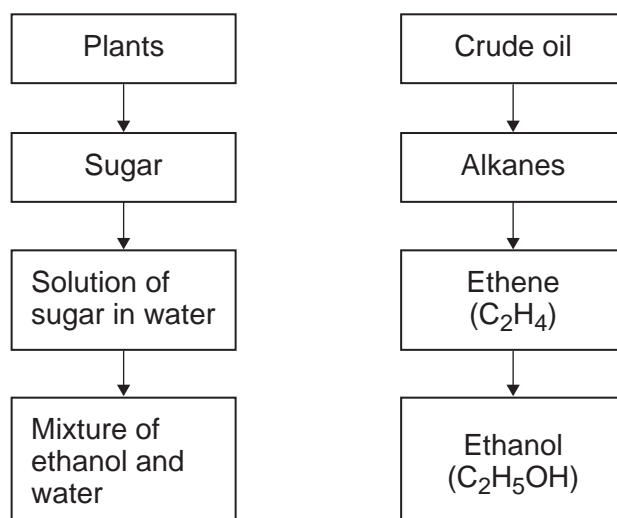 Plants
Sugar
Solution of
sugar in water
Mixture of
ethanol and
water
Crude oil
Alkanes
Ethene
(C₂H₄)
Ethanol
(C₂H₅OH)